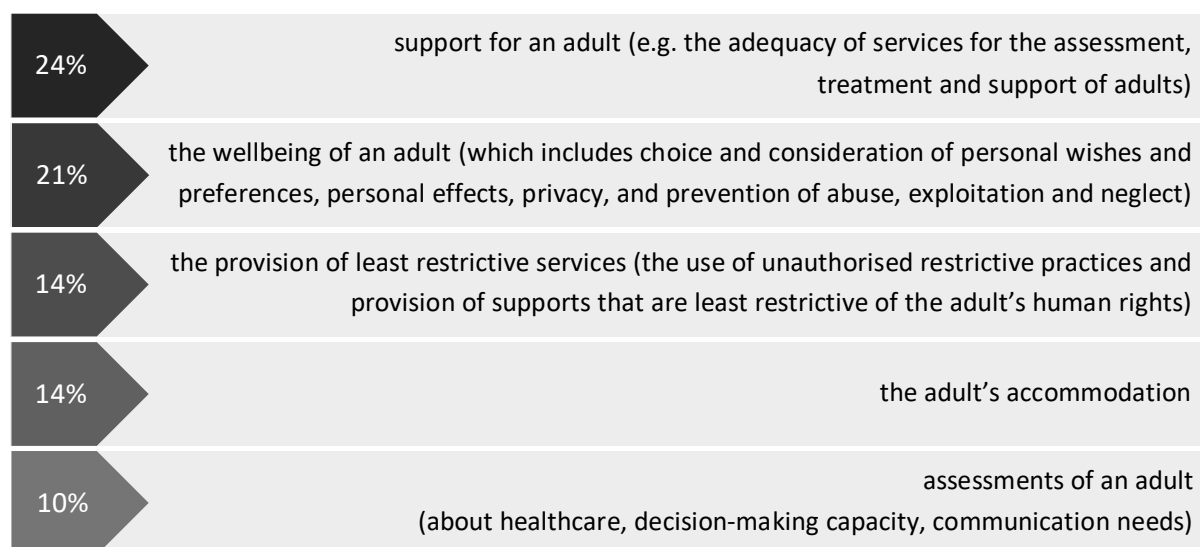 24%
support for an adult (e.g. the adequacy of services for the assessment,
treatment and support of adults)
21%
the wellbeing of an adult (which includes choice and consideration of personal wishes and
preferences, personal effects, privacy, and prevention of abuse, exploitation and neglect)
14%
the provision of least restrictive services (the use of unauthorised restrictive practices and
provision of supports that are least restrictive of the adult’s human rights)
14%
the adult’s accommodation
10%
assessments of an adult
(about healthcare, decision-making capacity, communication needs)